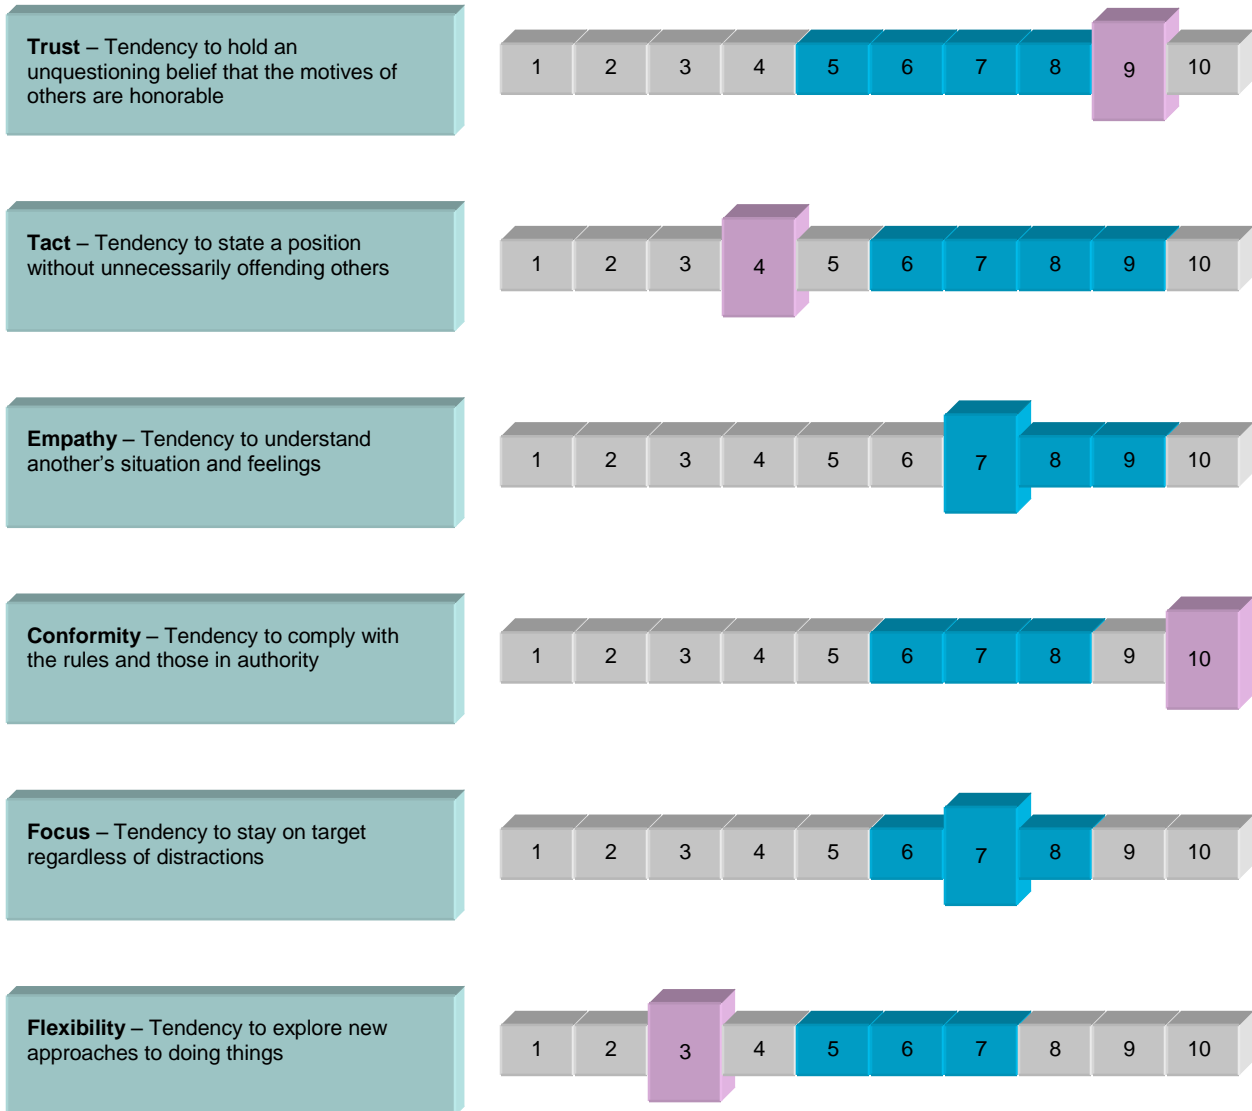 Trust – Tendency to hold an
unquestioning belief that the motives of
others are honorable
1 2 3 4 5 6 7 8 9 10
Tact – Tendency to state a position
without unnecessarily offending others
1 2 3 4 5 6 7 8 9 10
Empathy – Tendency to understand
another’s situation and feelings
1 2 3 4 5 6 7 8 9 10
Conformity – Tendency to comply with
the rules and those in authority
1 2 3 4 5 6 7 8 9 10
Focus – Tendency to stay on target
regardless of distractions
1 2 3 4 5 6 7 8 9 10
Flexibility – Tendency to explore new
approaches to doing things
1 2 3 4 5 6 7 8 9 10